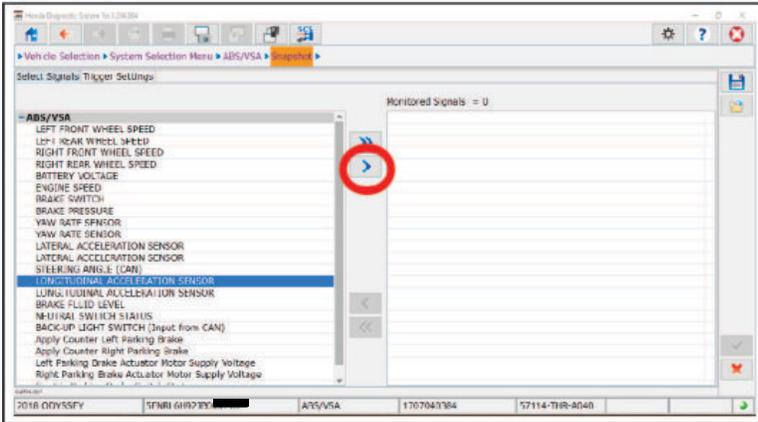 Honda Diagnostic System
Vehicle Selection ▸ System Selection Menu ▸ ABS/VSA ▸ Snapshot ▸
Select Signals Trigger Settings
Monitored Signals = 0
ABS/VSA
LEFT FRONT WHEEL SPEED
LEFT REAR WHEEL SPEED
RIGHT FRONT WHEEL SPEED
RIGHT REAR WHEEL SPEED
BATTERY VOLTAGE
ENGINE SPEED
BRAKE SWITCH
BRAKE PRESSURE
YAW RATE SENSOR
YAW RATE SENSOR
LATERAL ACCELERATION SENSOR
LATERAL ACCELERATION SENSOR
STEERING ANGLE (CAN)
LONGITUDINAL ACCELERATION SENSOR
LONGITUDINAL ACCELERATION SENSOR
BRAKE FLUID LEVEL
NEUTRAL SWITCH STATUS
BACK-UP LIGHT SWITCH (Input from CAN)
Apply Counter Left Parking Brake
Apply Counter Right Parking Brake
Left Parking Brake Actuator Motor Supply Voltage
Right Parking Brake Actuator Motor Supply Voltage
2018 ODYSSEY ABS/VSA 1707040384 57114-THR-A040